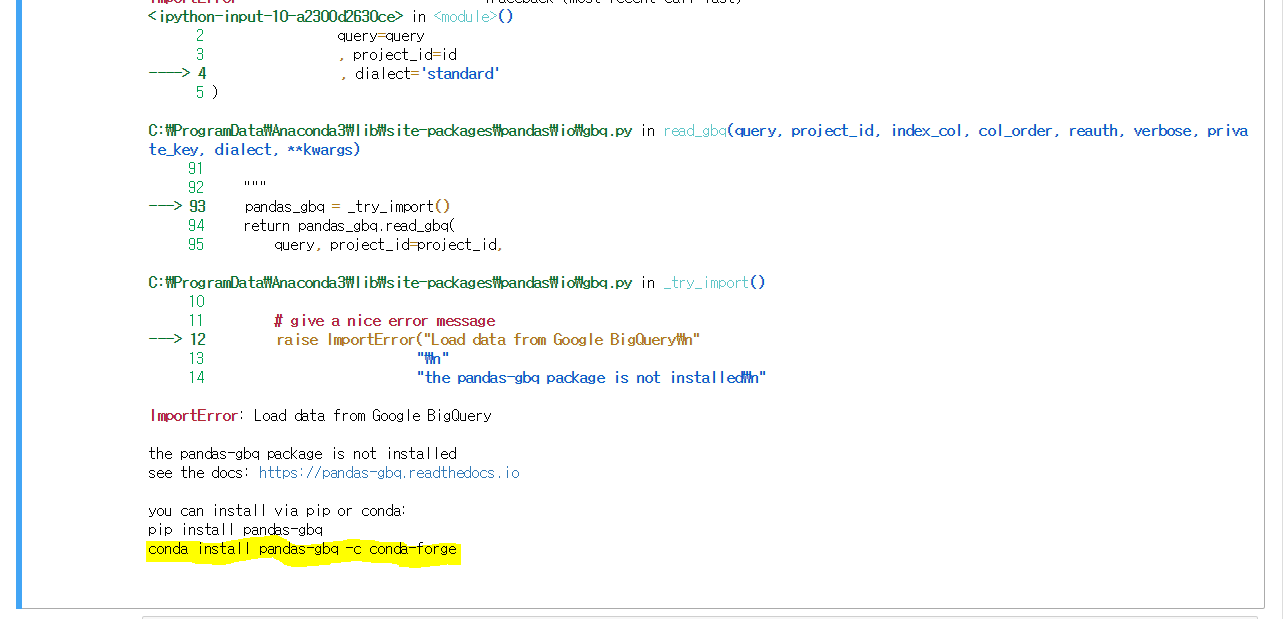 ImportError Traceback (most recent call last)
<ipython-input-10-a2300d2630ce> in <module>()
2 query=query
3 , project_id=id
----> 4 , dialect='standard'
5 )
C:₩ProgramData₩Anaconda3₩lib₩site-packages₩pandas₩io₩gbq.py in read_gbq(query, project_id, index_col, col_order, reauth, verbose, priva
te_key, dialect, **kwargs)
91
92 """
---> 93 pandas_gbq = _try_import()
94 return pandas_gbq.read_gbq(
95 query, project_id=project_id,
C:₩ProgramData₩Anaconda3₩lib₩site-packages₩pandas₩io₩gbq.py in _try_import()
10
11 # give a nice error message
---> 12 raise ImportError("Load data from Google BigQuery₩n"
13 "₩n"
14 "the pandas-gbq package is not installed₩n"
ImportError: Load data from Google BigQuery
the pandas-gbq package is not installed
see the docs: https://pandas-gbq.readthedocs.io
you can install via pip or conda:
pip install pandas-gbq
conda install pandas-gbq -c conda-forge